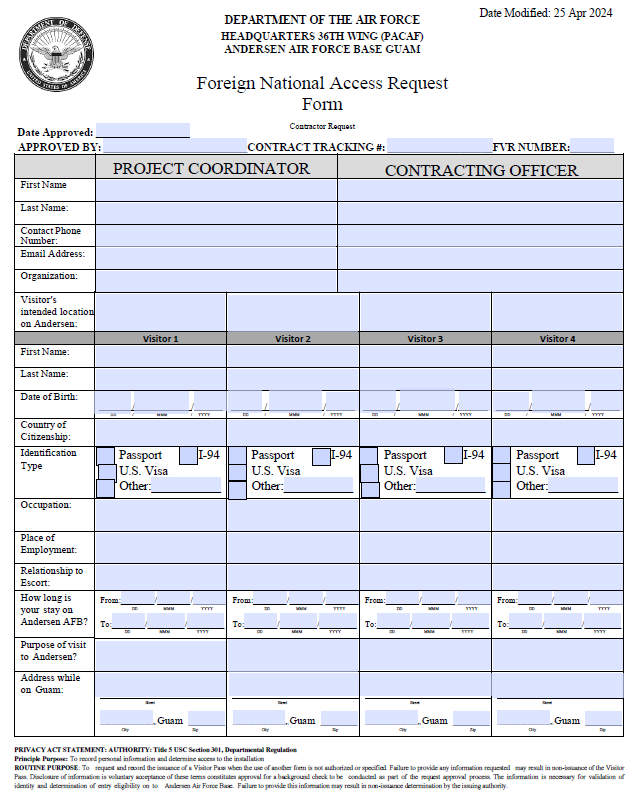 Date Modified: 25 Apr 2024
DEPARTMENT OF THE AIR FORCE
HEADQUARTERS 36TH WING (PACAF)
ANDERSEN AIR FORCE BASE GUAM
DEPARTMENT OF DEFENSE
UNITED STATES OF AMERICA
Foreign National Access Request
Form
Contractor Request
Date Approved:
APPROVED BY: CONTRACT TRACKING #: FVR NUMBER:
PROJECT COORDINATOR CONTRACTING OFFICER
First Name
Last Name:
Contact Phone
Number:
Email Address:
Organization:
Visitor's
intended location
on Andersen:
Visitor 1 Visitor 2 Visitor 3 Visitor 4
First Name:
Last Name:
Date of Birth: / / / / / / / /
DD MMM YYYY DD MMM YYYY DD MMM YYYY DD MMM YYYY
Country of
Citizenship:
Identification
Type
Passport I-94 Passport I-94 Passport I-94 Passport I-94
U.S. Visa U.S. Visa U.S. Visa U.S. Visa
Other: Other: Other: Other:
Occupation:
Place of
Employment:
Relationship to
Escort:
How long is
your stay on
Andersen AFB?
From: / / From: / / From: / / From: / /
DD MMM YYYY DD MMM YYYY DD MMM YYYY DD MMM YYYY
To: / / To: / / To: / / To: / /
DD MMM YYYY DD MMM YYYY DD MMM YYYY DD MMM YYYY
Purpose of visit
to Andersen?
Address while
on Guam:
Street Street Street Street
, Guam , Guam , Guam , Guam
City Zip City Zip City Zip City Zip
PRIVACY ACT STATEMENT: AUTHORITY: Title 5 USC Section 301, Departmental Regulation
Principle Purpose: To record personal information and determine access to the installation
ROUTINE PURPOSE: To request and record the issuance of a Visitor Pass when the use of another form is not authorized or specified. Failure to provide any information requested may result in non-issuance of the Visitor
Pass. Disclosure of information is voluntary acceptance of these terms constitutes approval for a background check to be conducted as part of the request approval process. The information is necessary for validation of
identity and determination of entry eligibility on to Andersen Air Force Base. Failure to provide this information may result in non-issuance determination by the issuing authority.